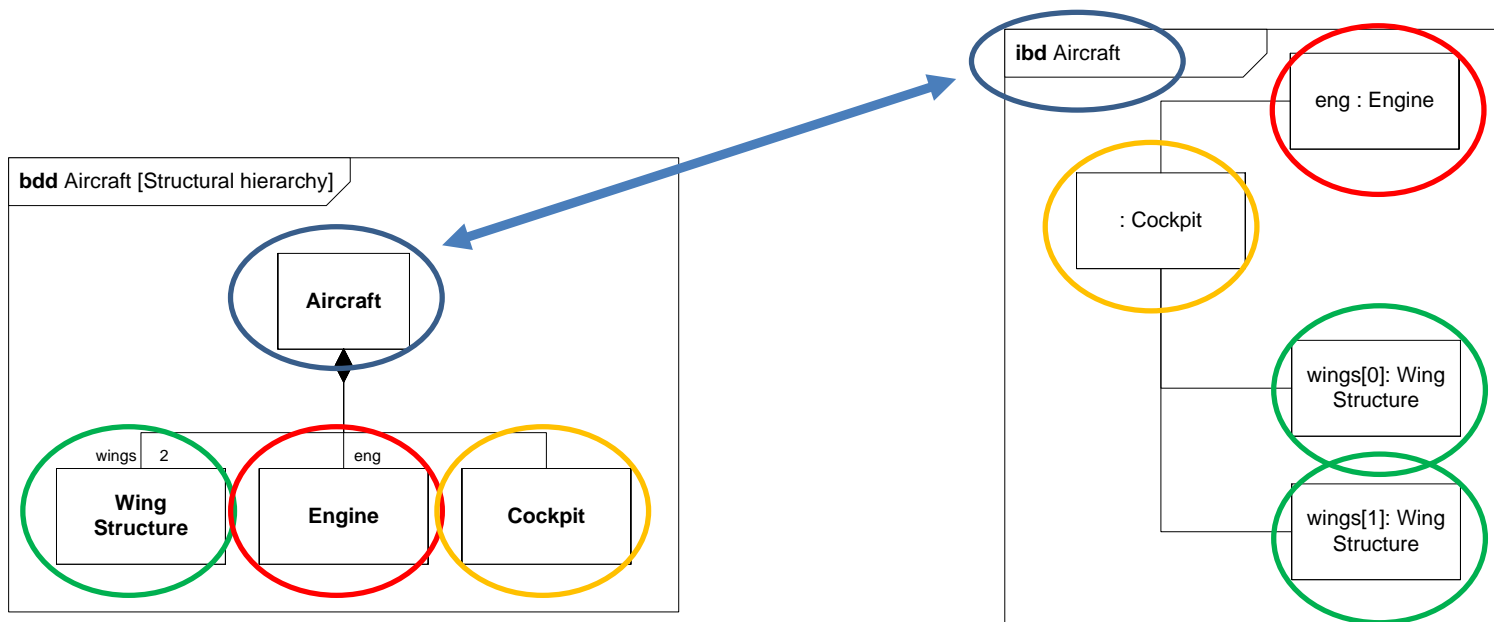 bdd Aircraft [Structural hierarchy]
Aircraft
wings 2
eng
Wing
Structure
Engine
Cockpit
ibd Aircraft
eng : Engine
: Cockpit
wings[0]: Wing
Structure
wings[1]: Wing
Structure